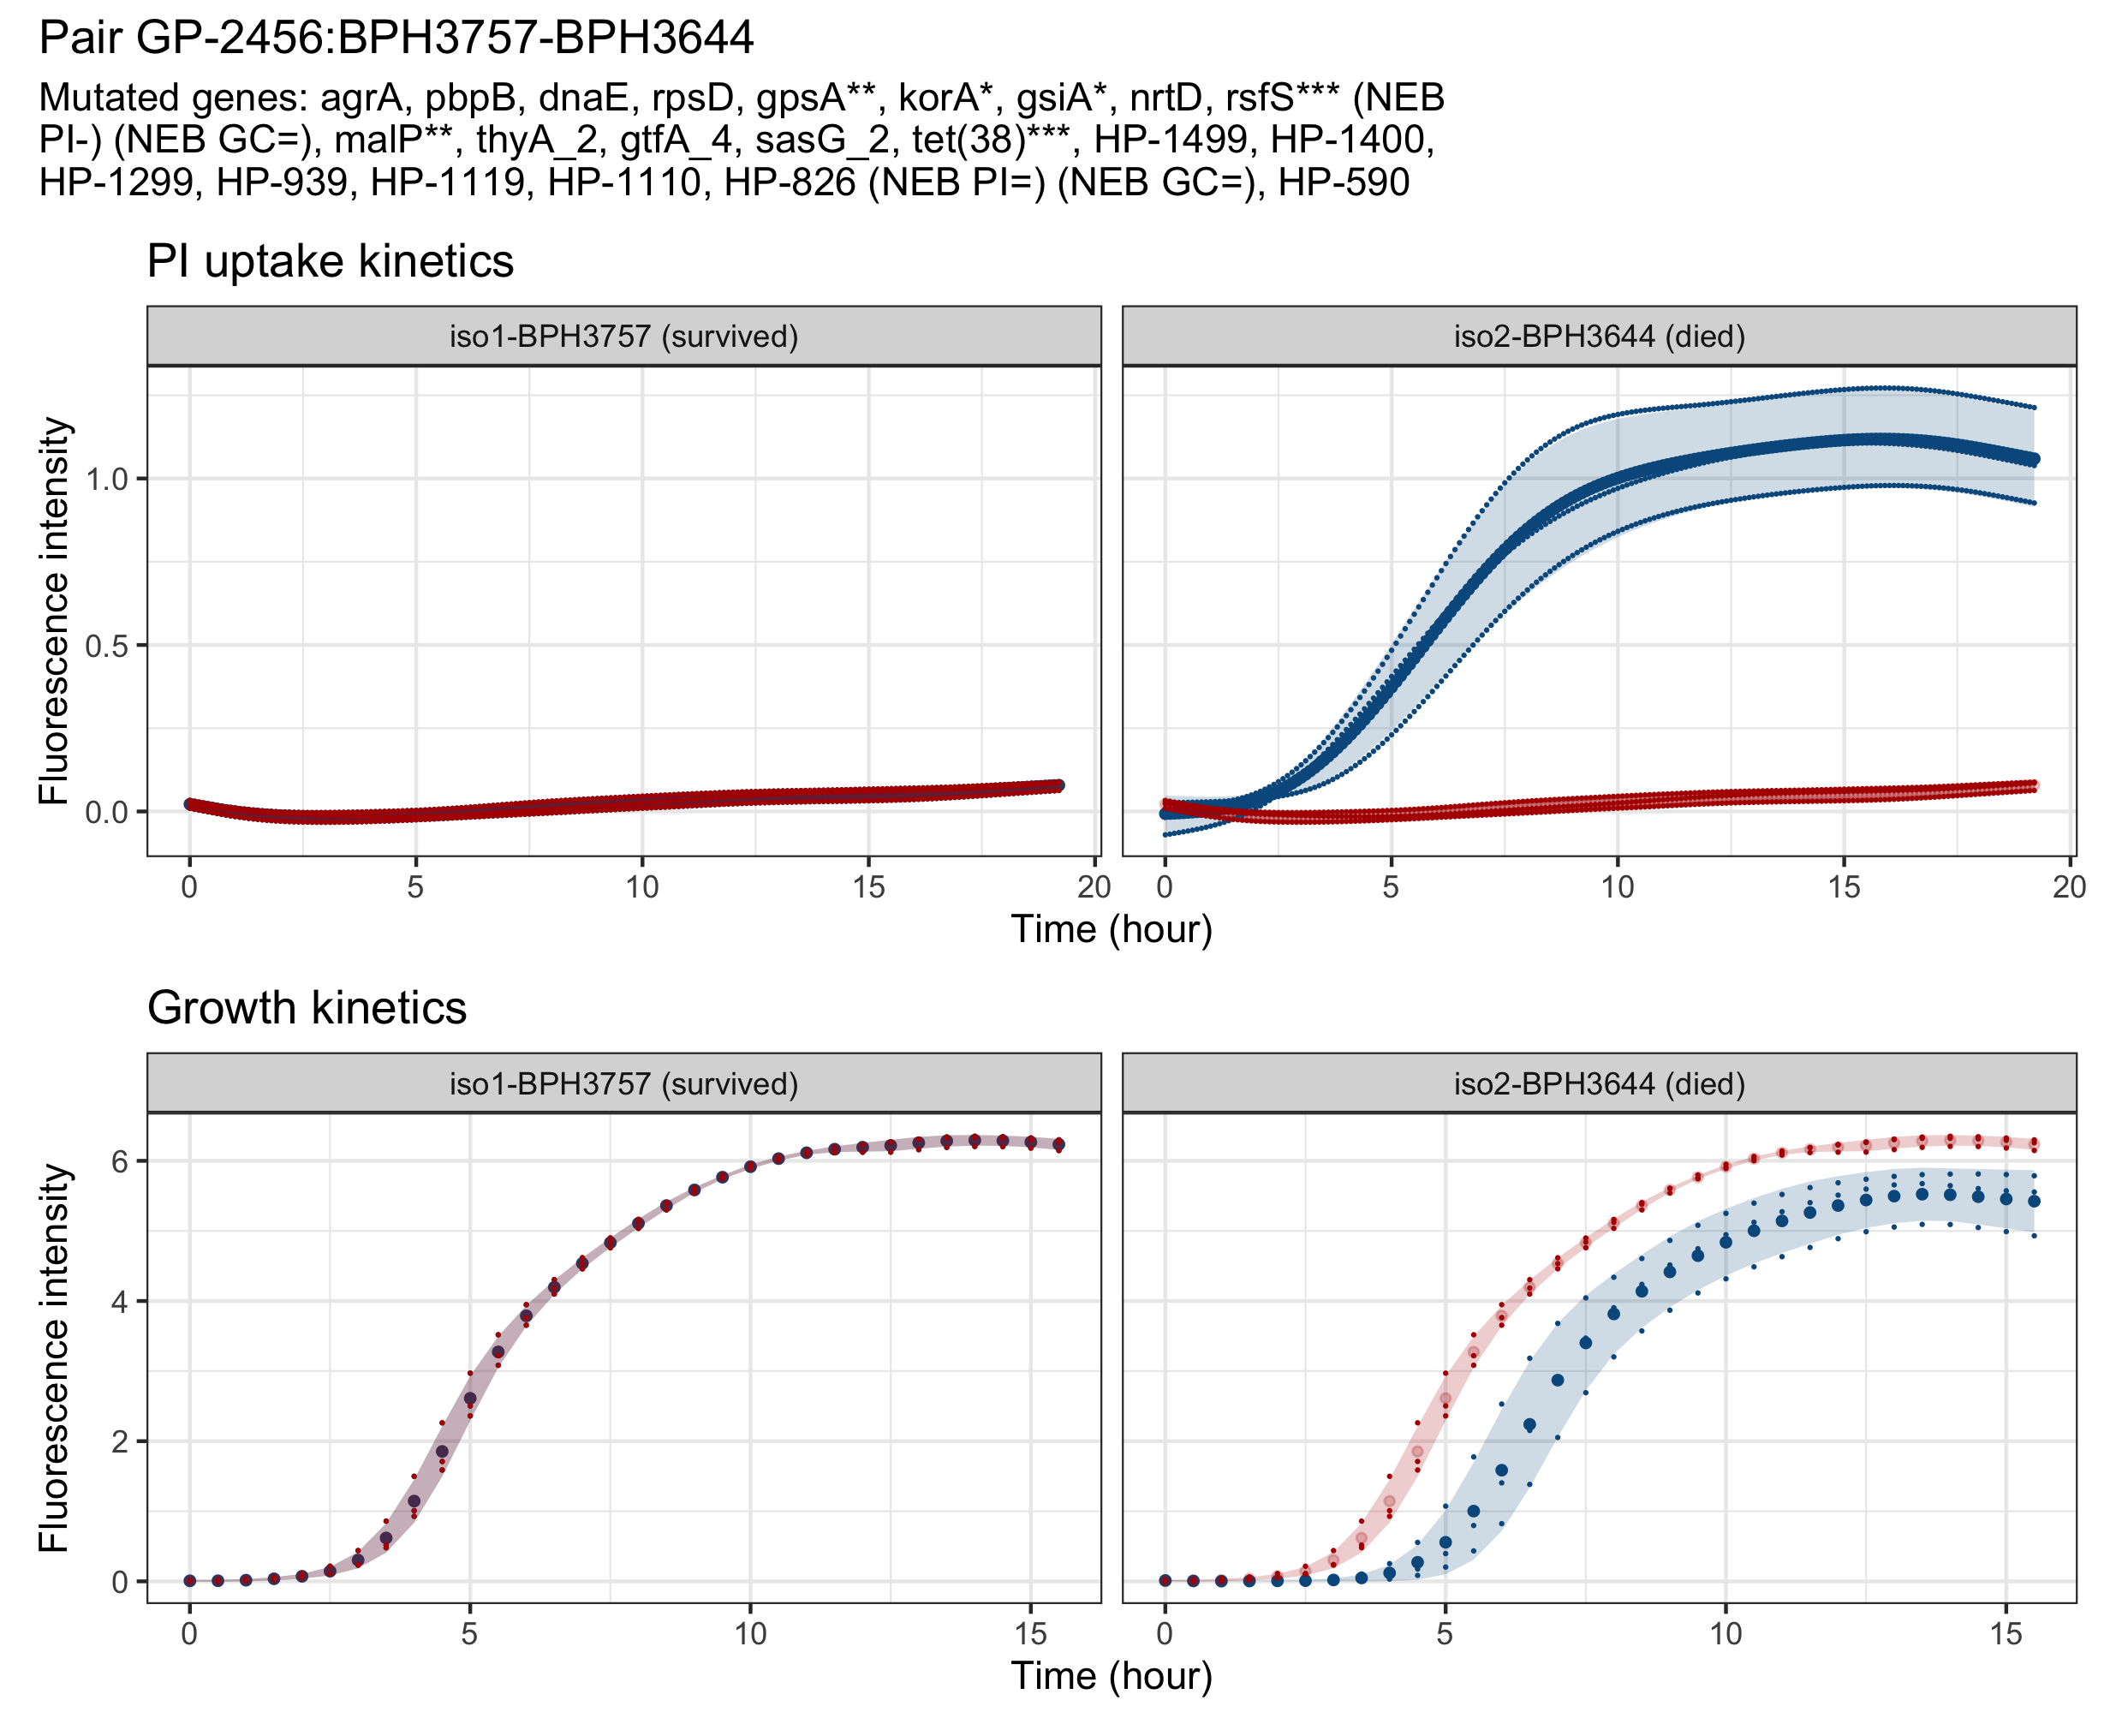 Pair GP-2456:BPH3757-BPH3644
Mutated genes: agrA, pbpB, dnaE, rpsD, gpsA**, korA*, gsiA*, nrtD, rsfS*** (NEB
PI-) (NEB GC=), malP**, thyA_2, gtfA_4, sasG_2, tet(38)***, HP-1499, HP-1400,
HP-1299, HP-939, HP-1119, HP-1110, HP-826 (NEB PI=) (NEB GC=), HP-590
PI uptake kinetics
iso1-BPH3757 (survived)
iso2-BPH3644 (died)
Fluorescence intensity
1.0
0.5
0.0
0 5 10 15 20
0 5 10 15 20
Time (hour)
Growth kinetics
iso1-BPH3757 (survived)
iso2-BPH3644 (died)
Fluorescence intensity
6
4
2
0
0 5 10 15
0 5 10 15
Time (hour)